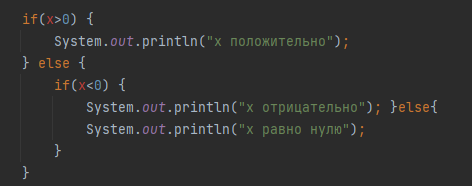 if(x>0) {
    System.out.println("x положительно");
} else {
    if(x<0) {
        System.out.println("x отрицательно"); }else{
        System.out.println("x равно нулю");
    }
}